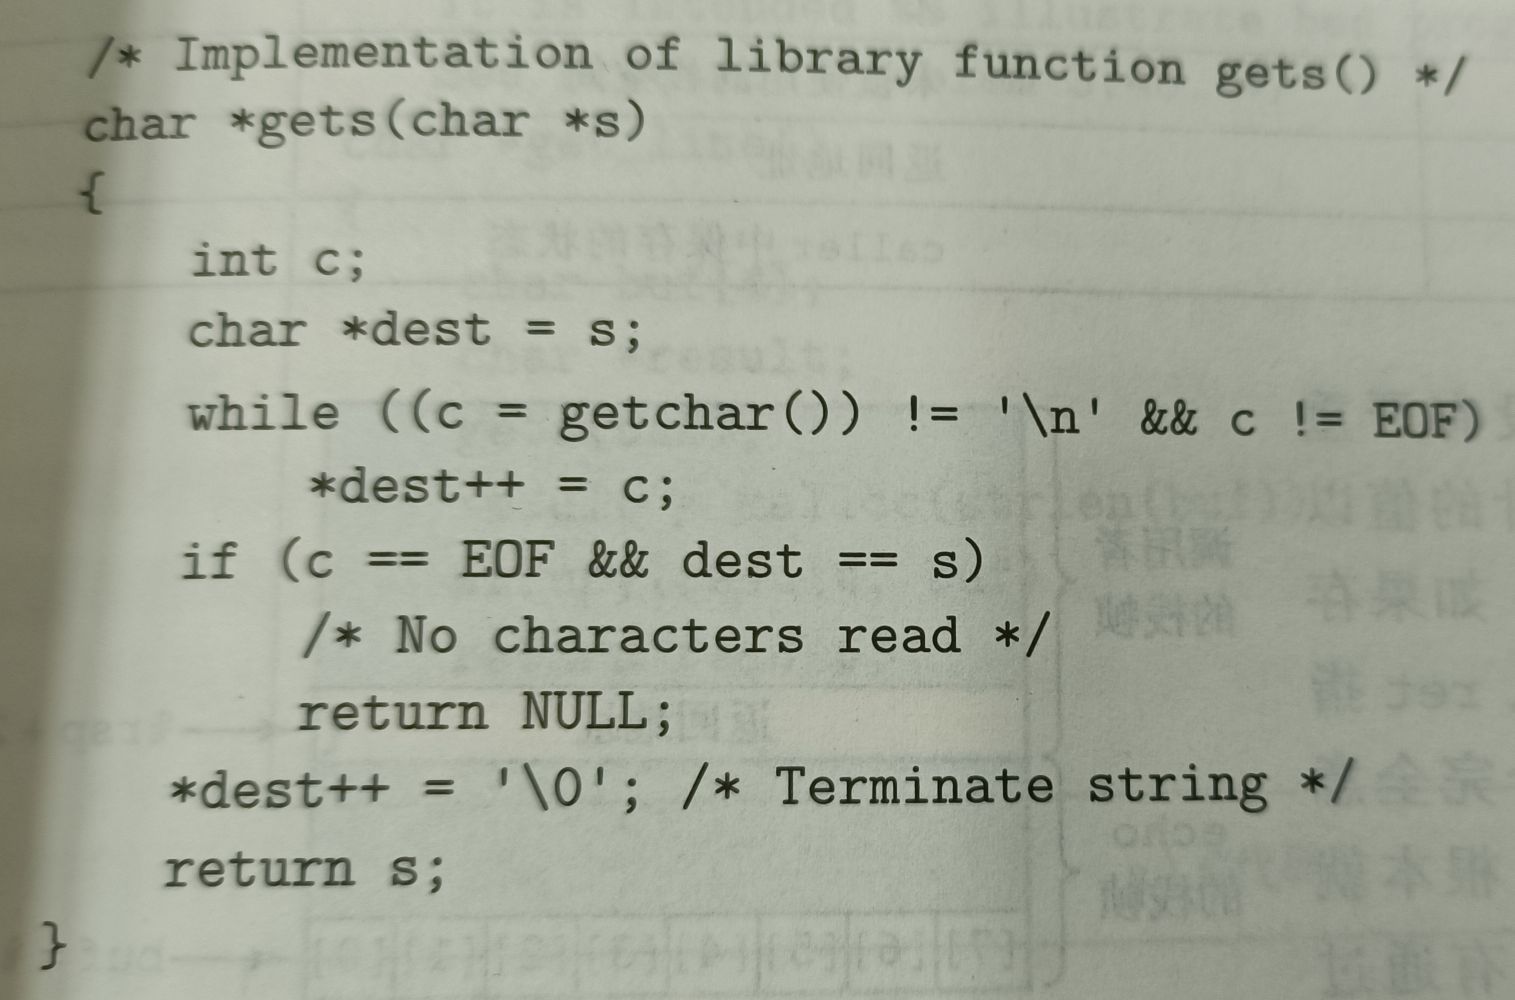 /* Implementation of library function gets() */
char *gets(char *s)
{
    int c;
    char *dest = s;
    while ((c = getchar()) != '\n' && c != EOF)
        *dest++ = c;
    if (c == EOF && dest == s)
        /* No characters read */
        return NULL;
    *dest++ = '\0'; /* Terminate string */
    return s;
}